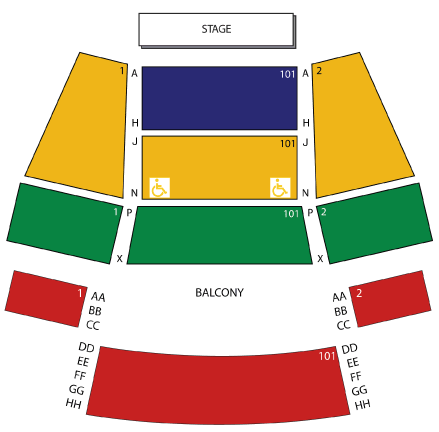 STAGE
1
A
101
A
2
H
H
J
101
J
N
N
1
P
101
P
2
X
X
BALCONY
1
AA
BB
CC
AA
BB
CC
2
DD
EE
FF
GG
HH
101
DD
EE
FF
GG
HH